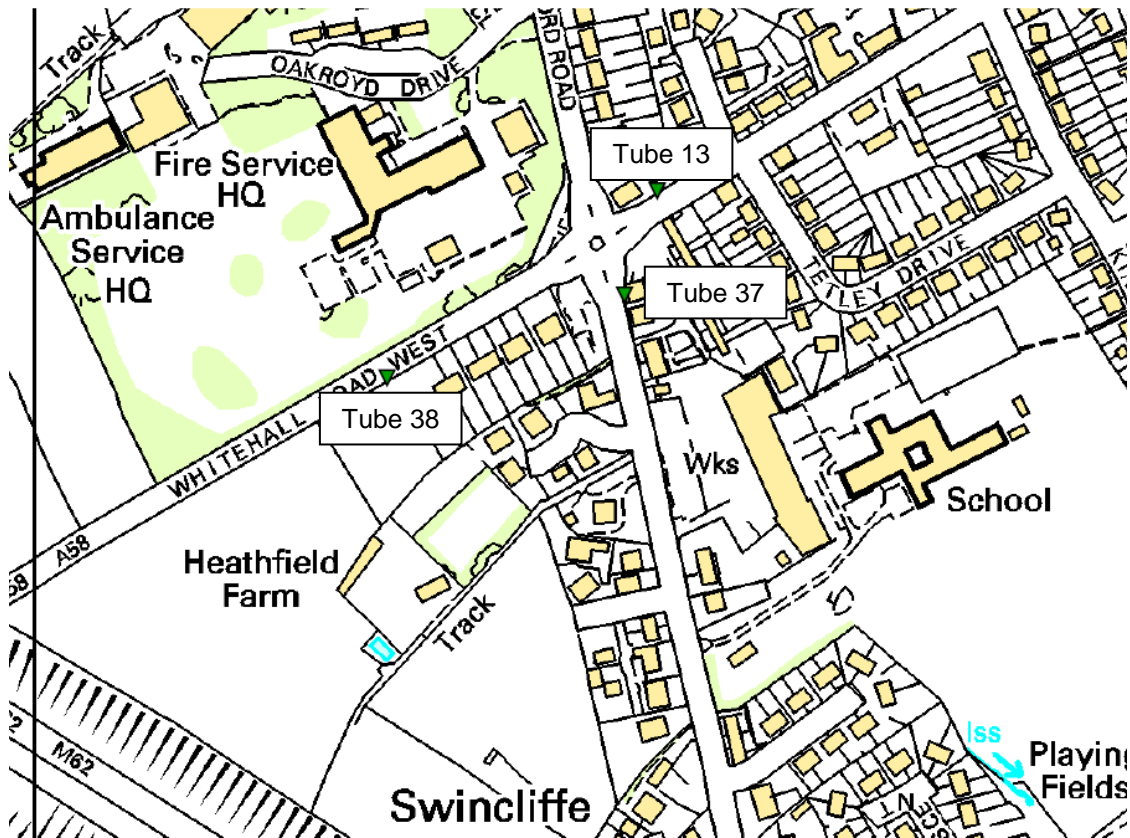 Track
OAKROYD DRIVE
ORD ROAD
Fire Service
HQ
Tube 13
Ambulance
Service
HQ
Tube 37
TETLEY DRIVE
Tube 38
WHITEHALL ROAD WEST
Wks
School
A58
58
Heathfield
Farm
Track
M62
Iss
Playing
Fields
Swincliffe